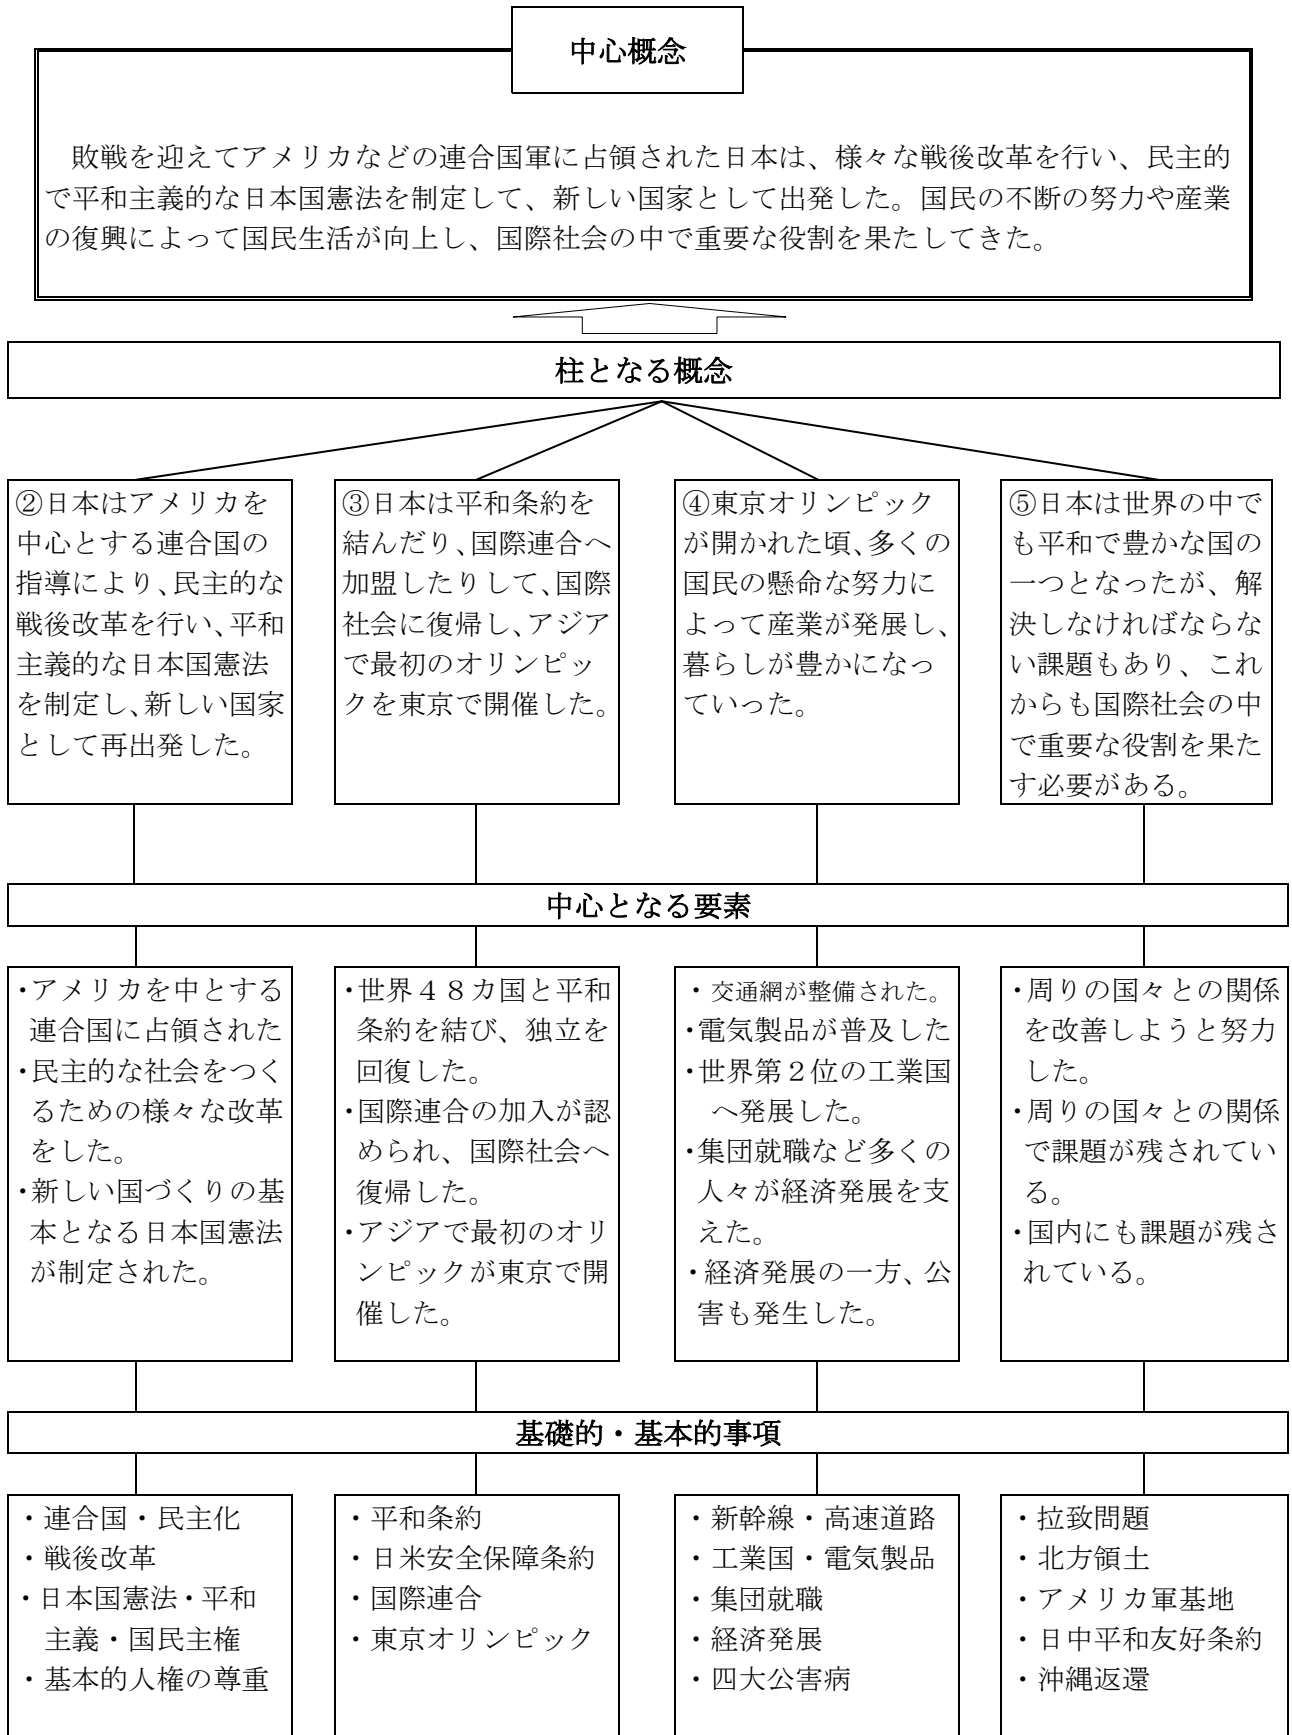 中心概念
敗戦を迎えてアメリカなどの連合国軍に占領された日本は、様々な戦後改革を行い、民主的
で平和主義的な日本国憲法を制定して、新しい国家として出発した。国民の不断の努力や産業
の復興によって国民生活が向上し、国際社会の中で重要な役割を果たしてきた。
柱となる概念
②日本はアメリカを
中心とする連合国の
指導により、民主的な
戦後改革を行い、平和
主義的な日本国憲法
を制定し、新しい国家
として再出発した。
③日本は平和条約を
結んだり、国際連合へ
加盟したりして、国際
社会に復帰し、アジア
で最初のオリンピッ
クを東京で開催した。
④東京オリンピック
が開かれた頃、多くの
国民の懸命な努力に
よって産業が発展し、
暮らしが豊かになっ
ていった。
⑤日本は世界の中で
も平和で豊かな国の
一つとなったが、解
決しなければならな
い課題もあり、これ
からも国際社会の中
で重要な役割を果た
す必要がある。
中心となる要素
・アメリカを中とする
連合国に占領された
・民主的な社会をつく
るための様々な改革
をした。
・新しい国づくりの基
本となる日本国憲法
が制定された。
・世界４８カ国と平和
条約を結び、独立を
回復した。
・国際連合の加入が認
められ、国際社会へ
復帰した。
・アジアで最初のオリ
ンピックが東京で開
催した。
・交通網が整備された。
・電気製品が普及した
・世界第２位の工業国
へ発展した。
・集団就職など多くの
人々が経済発展を支
えた。
・経済発展の一方、公
害も発生した。
・周りの国々との関係
を改善しようと努力
した。
・周りの国々との関係
で課題が残されてい
る。
・国内にも課題が残さ
れている。
基礎的・基本的事項
・連合国・民主化
・戦後改革
・日本国憲法・平和
主義・国民主権
・基本的人権の尊重
・平和条約
・日米安全保障条約
・国際連合
・東京オリンピック
・新幹線・高速道路
・工業国・電気製品
・集団就職
・経済発展
・四大公害病
・拉致問題
・北方領土
・アメリカ軍基地
・日中平和友好条約
・沖縄返還